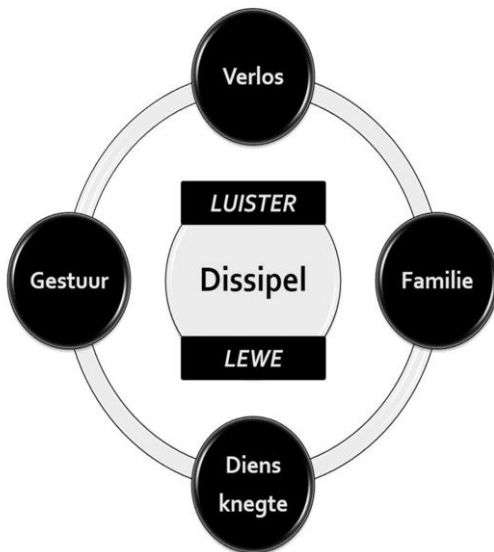 Verlos
LUISTER
Gestuur
Dissipel
Familie
LEWE
Diens
knegte